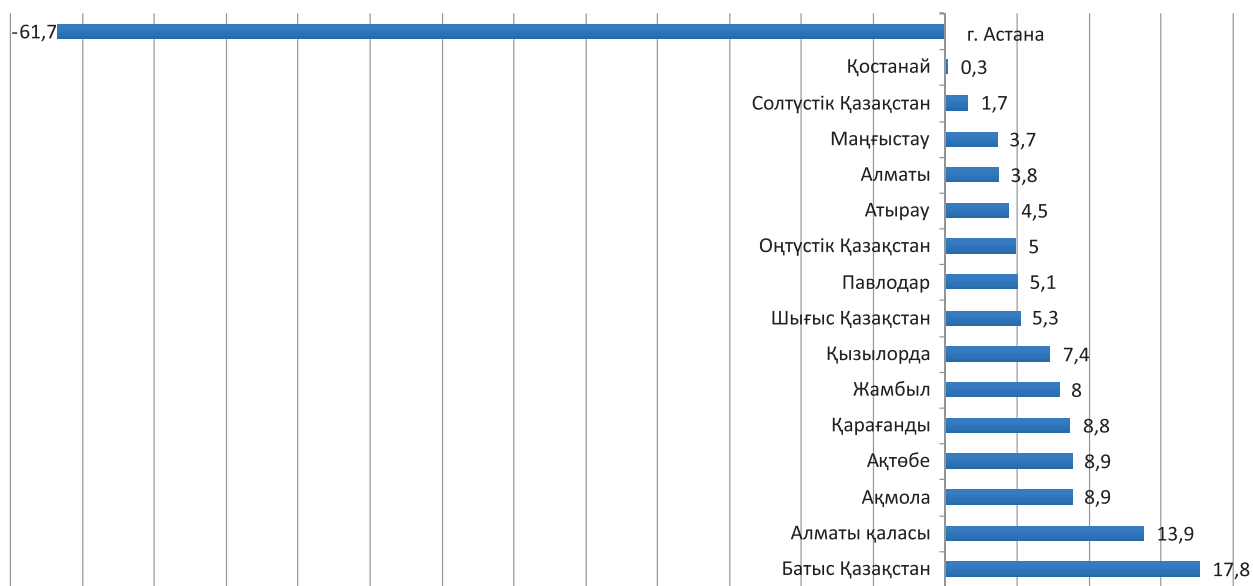 -61,7 г. Астана
Қостанай 0,3
Солтүстік Қазақстан 1,7
Маңғыстау 3,7
Алматы 3,8
Атырау 4,5
Оңтүстік Қазақстан 5
Павлодар 5,1
Шығыс Қазақстан 5,3
Қызылорда 7,4
Жамбыл 8
Қарағанды 8,8
Ақтөбе 8,9
Ақмола 8,9
Алматы қаласы 13,9
Батыс Қазақстан 17,8